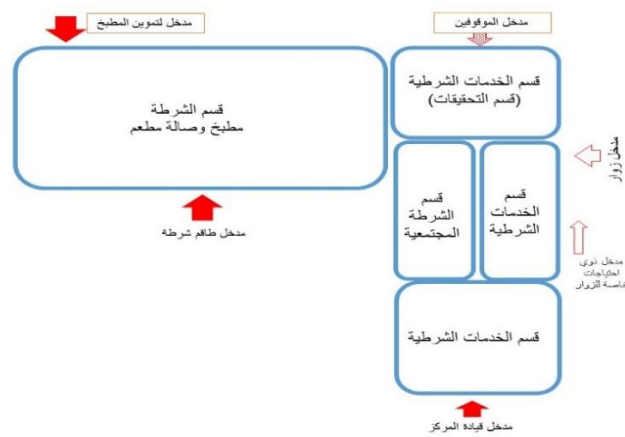 مدخل لتموين المطبخ
مدخل الموقوفين
قسم الشرطة
مطبخ وصالة مطعم
قسم الخدمات الشرطية
(قسم التحقيقات)
مدخل زوار
قسم
الخدمات
الشرطية
قسم
الشرطة
المجتمعية
مدخل طاقم شرطة
مدخل ذوي
احتياجات
خاصة للزوار
قسم الخدمات الشرطية
مدخل قيادة المركز